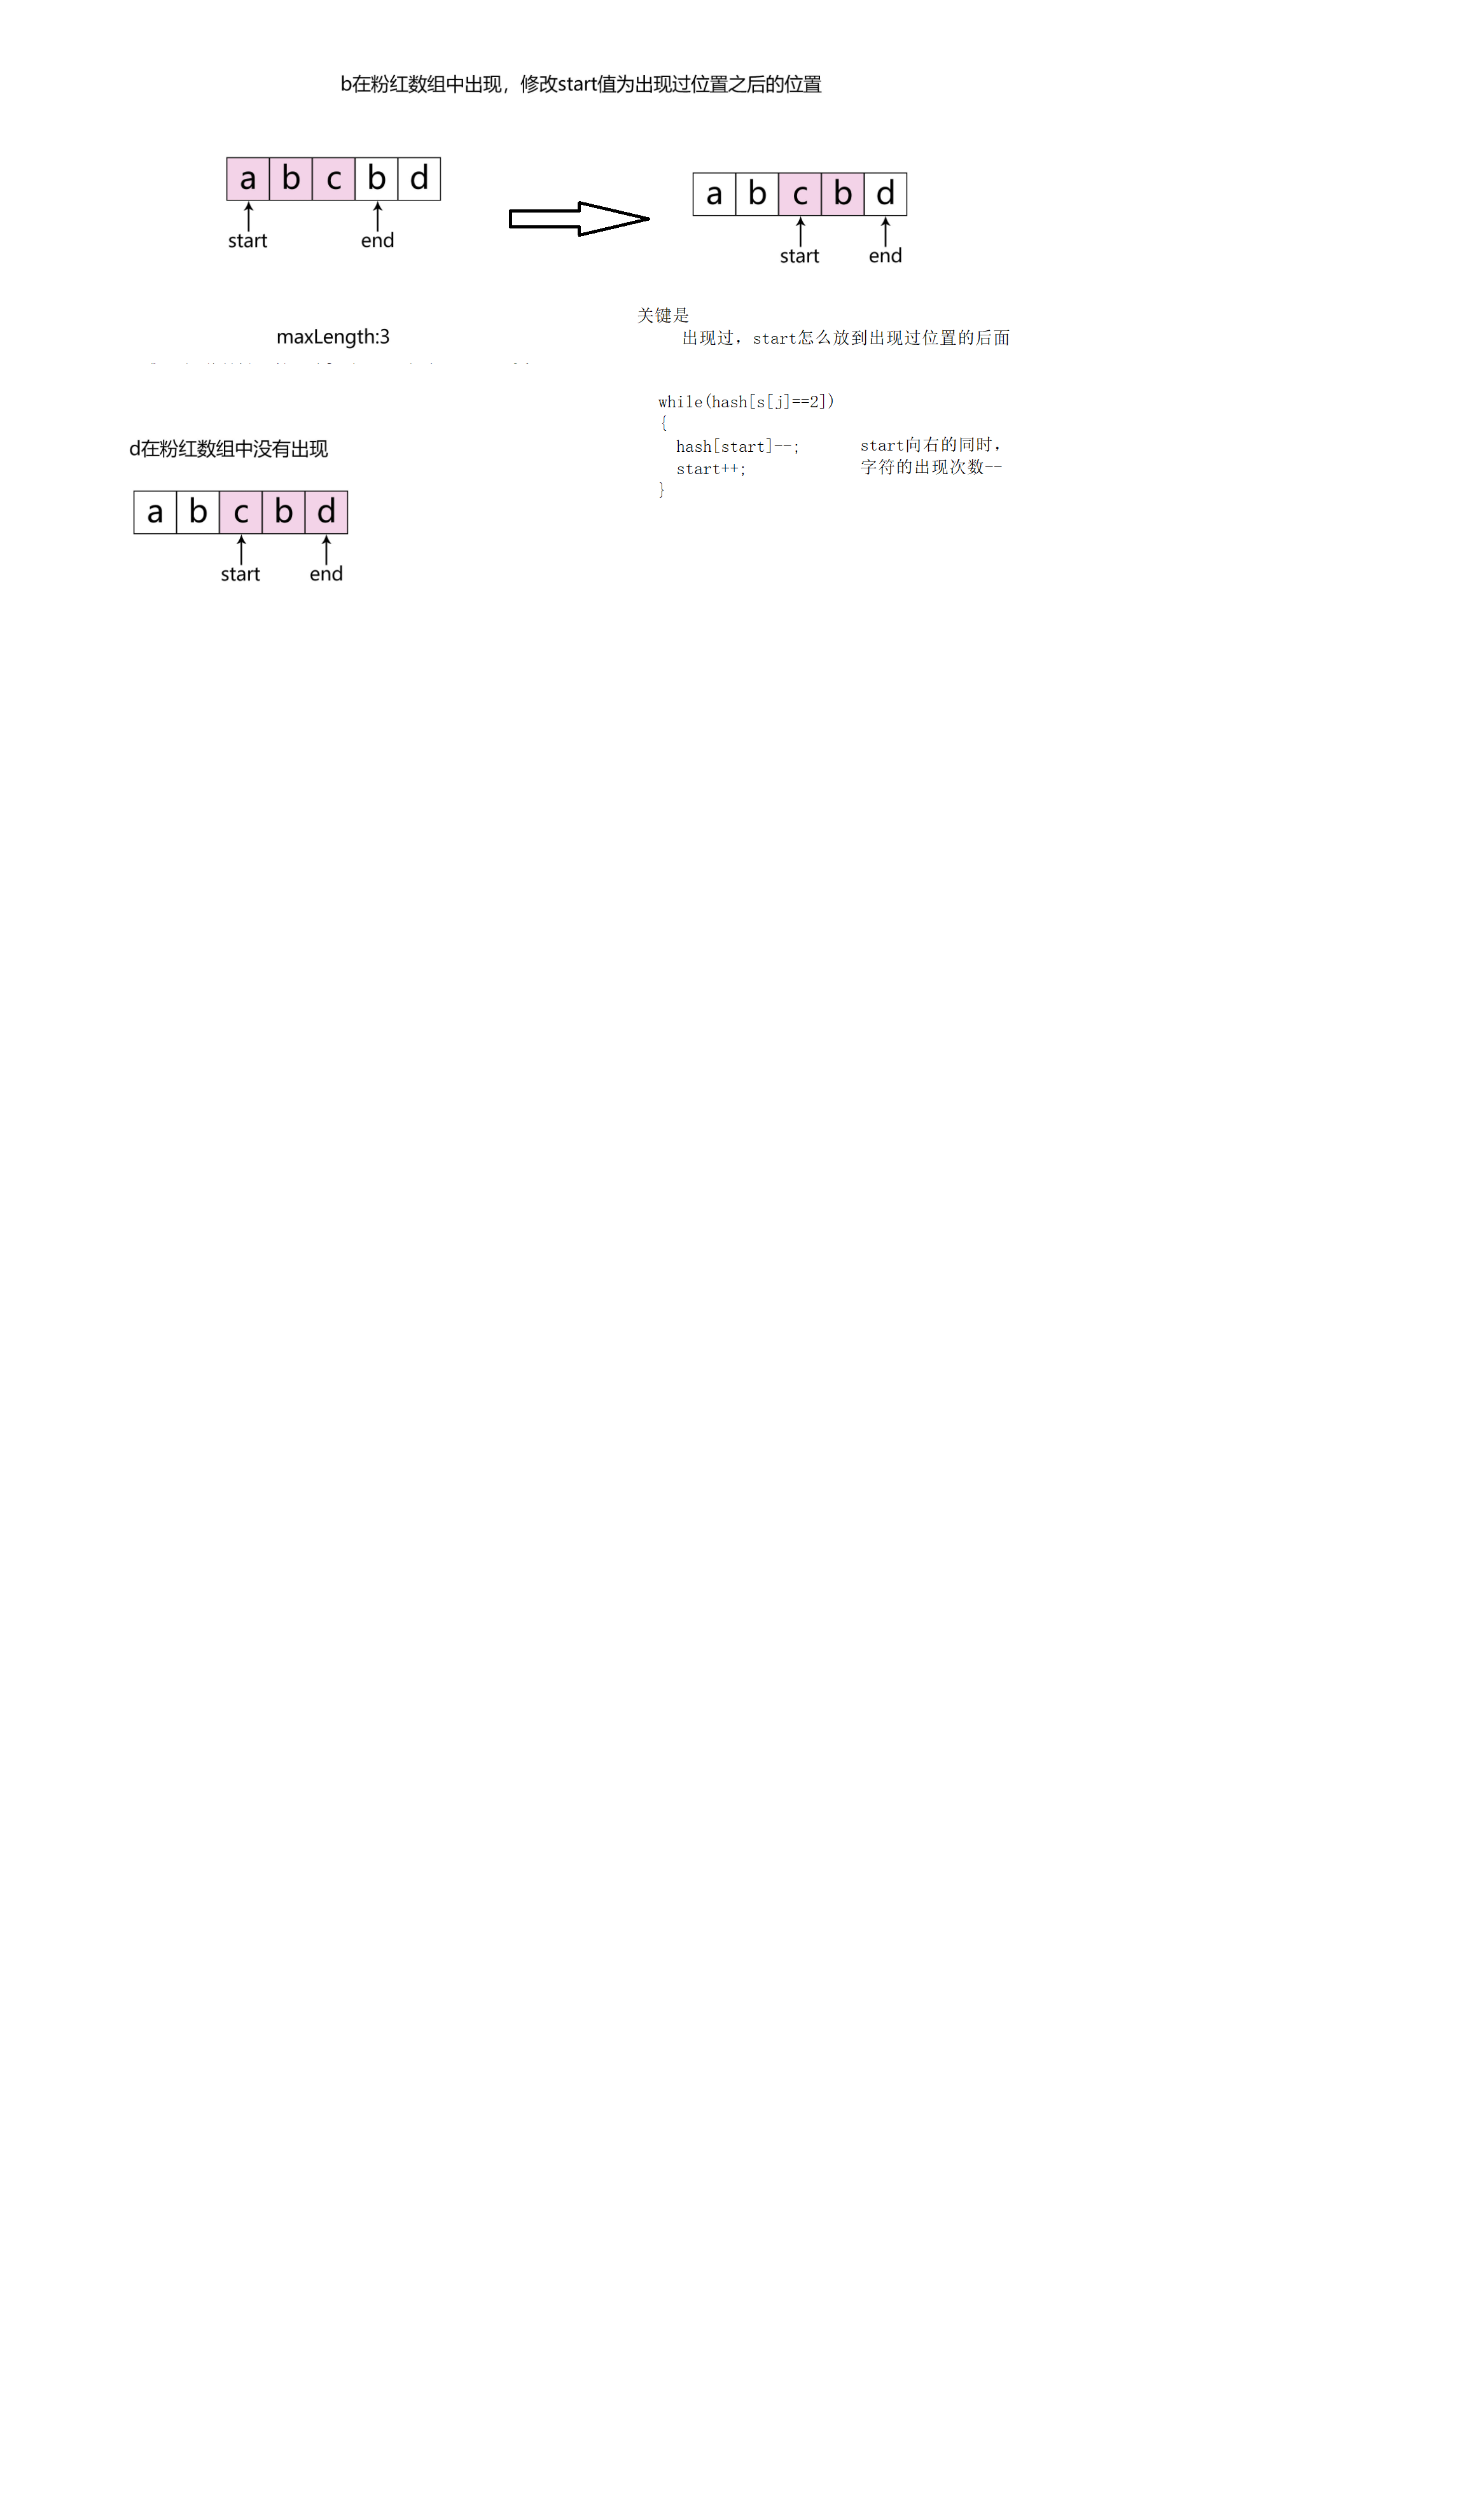 b在粉红数组中出现，修改start值为出现过位置之后的位置
a b c b d
start end
a b c b d
start end
maxLength:3
关键是
出现过，start怎么放到出现过位置的后面
while(hash[s[j]==2])
{
hash[start]--;
start++;
}
start向右的同时，
字符的出现次数--
d在粉红数组中没有出现
a b c b d
start end